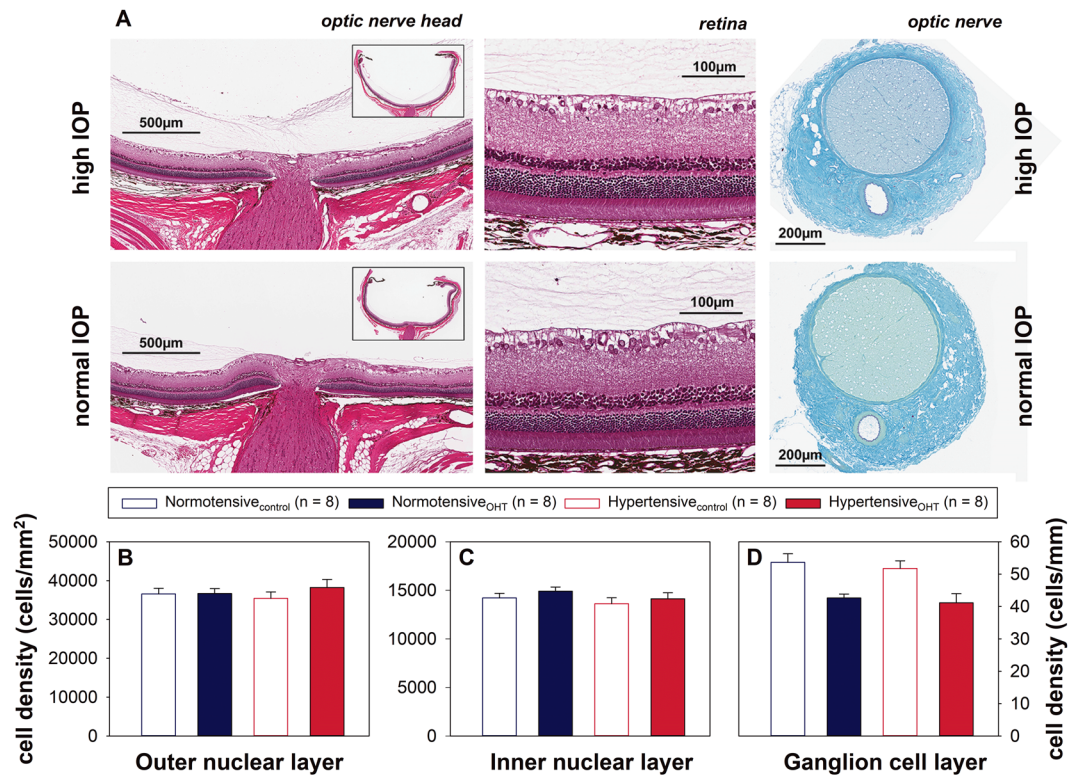 A
optic nerve head
retina
optic nerve
high IOP
500µm
100µm
200µm
high IOP
normal IOP
500µm
100µm
200µm
normal IOP
Normotensivecontrol (n = 8)
NormotensiveOHT (n = 8)
Hypertensivecontrol (n = 8)
HypertensiveOHT (n = 8)
cell density (cells/mm²)
50000
40000
30000
20000
10000
0
B
Outer nuclear layer
20000
15000
10000
5000
0
C
Inner nuclear layer
D
60
50
40
30
20
10
0
cell density (cells/mm)
Ganglion cell layer